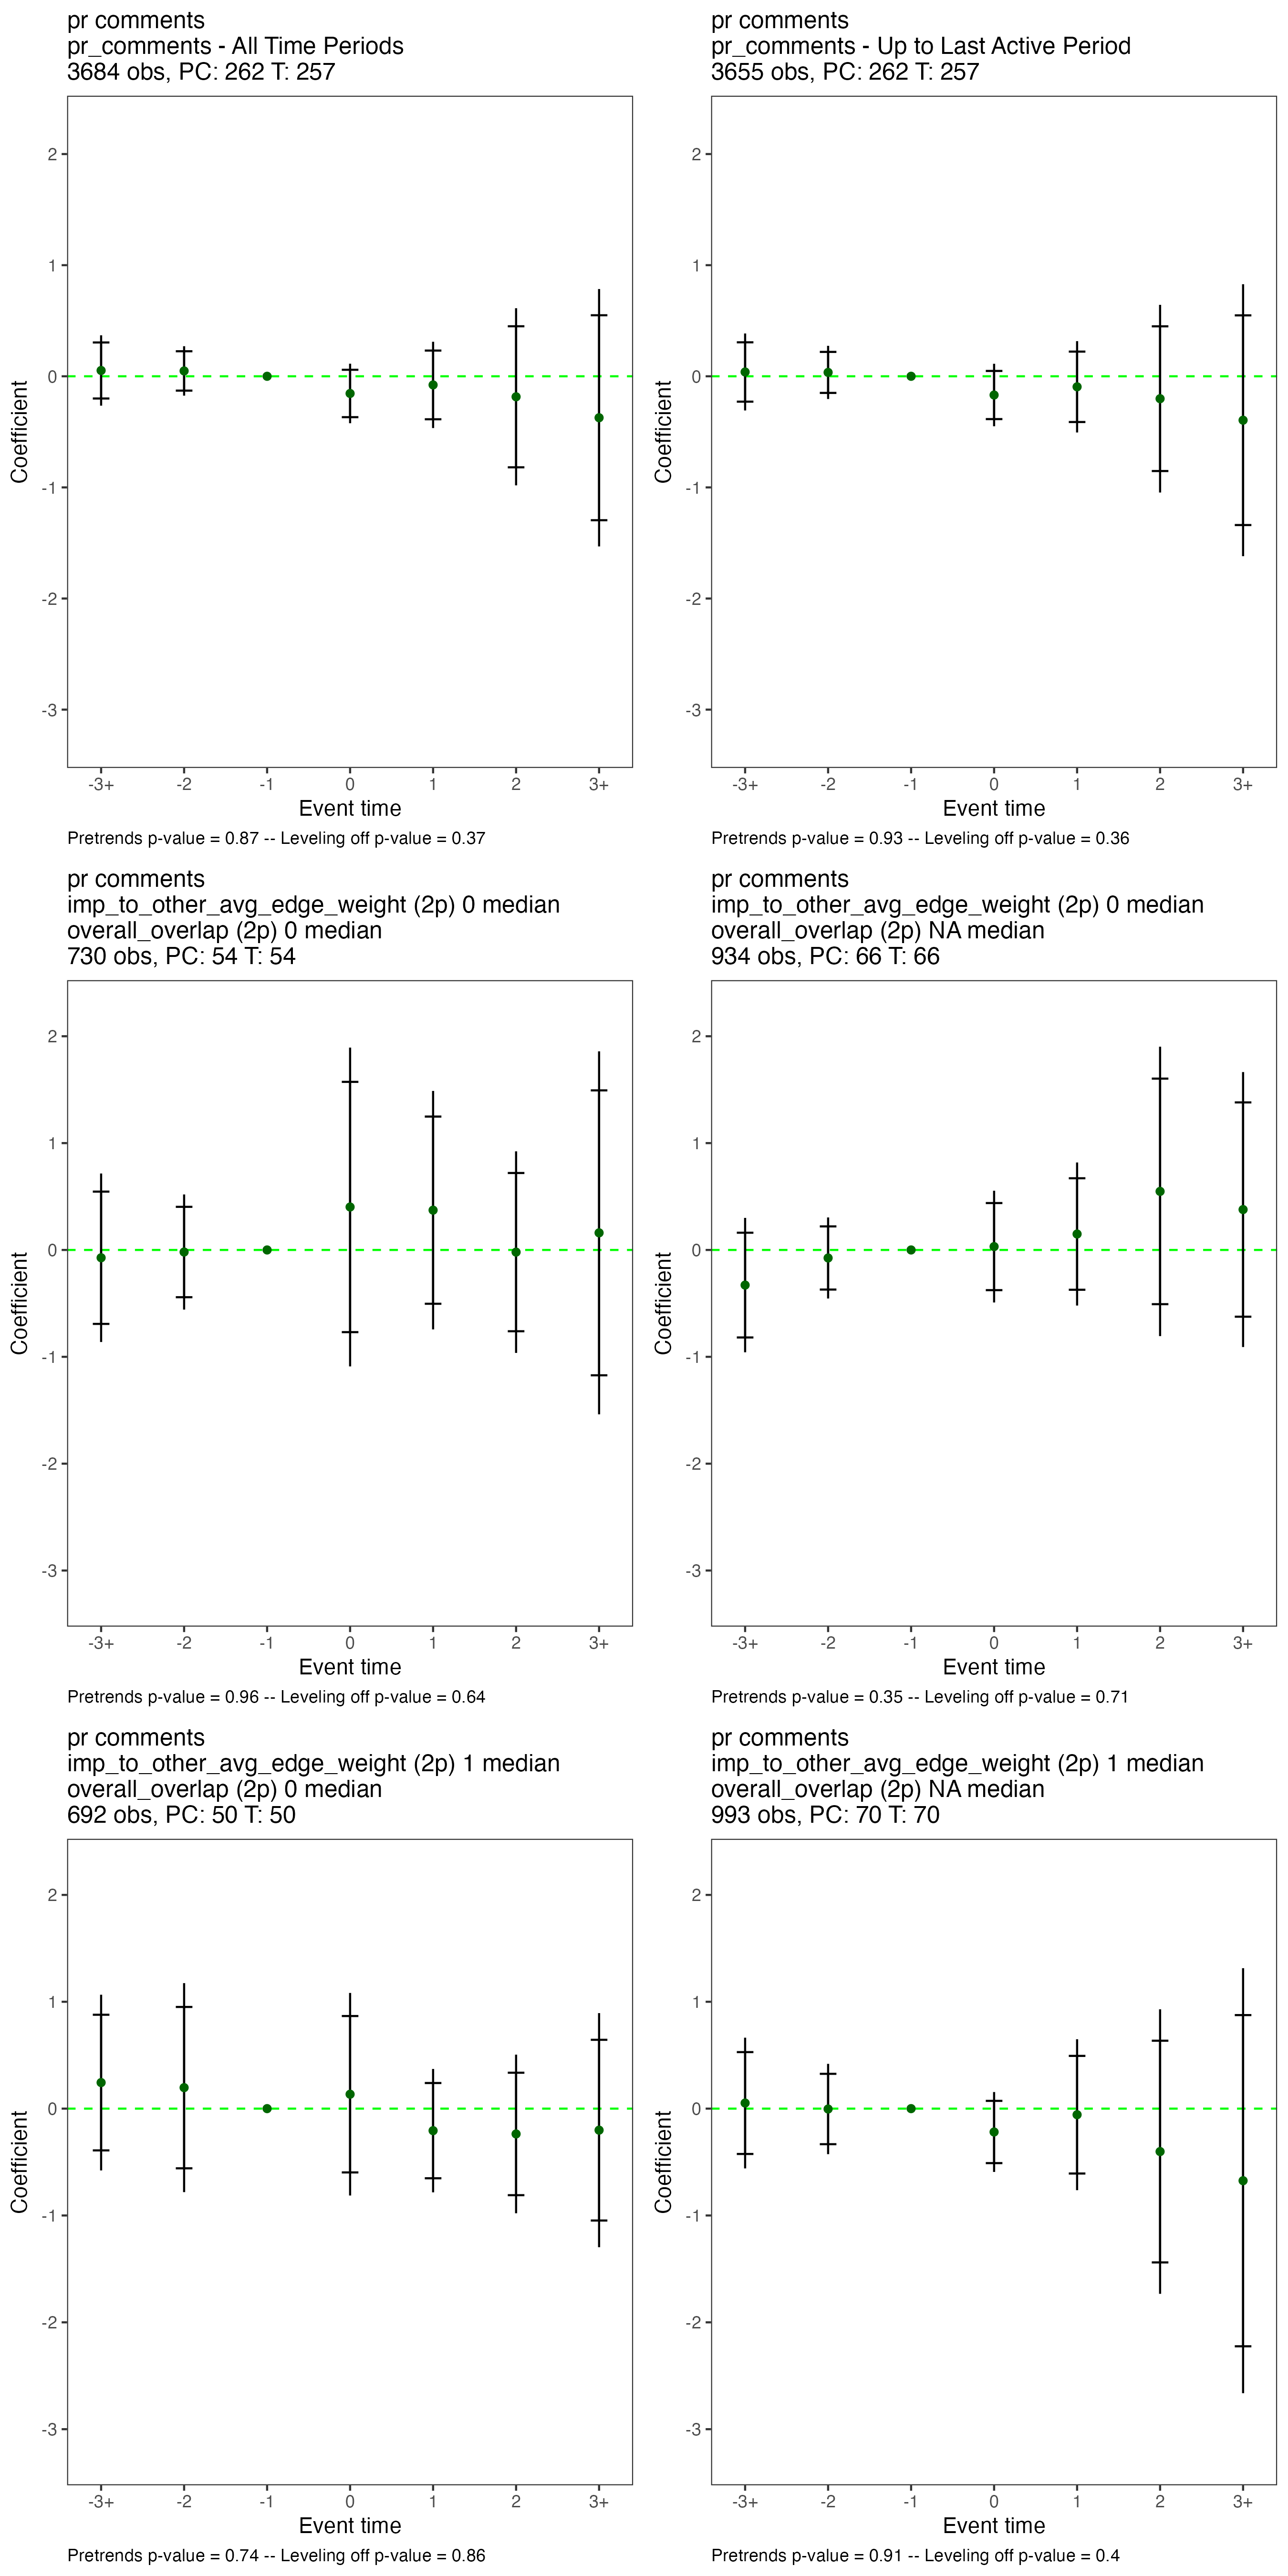 pr comments
pr_comments - All Time Periods
3684 obs, PC: 262 T: 257
2
1
0
-1
-2
-3
Coefficient
-3+ -2 -1 0 1 2 3+
Event time
Pretrends p-value = 0.87 -- Leveling off p-value = 0.37
pr comments
pr_comments - Up to Last Active Period
3655 obs, PC: 262 T: 257
2
1
0
-1
-2
-3
Coefficient
-3+ -2 -1 0 1 2 3+
Event time
Pretrends p-value = 0.93 -- Leveling off p-value = 0.36
pr comments
imp_to_other_avg_edge_weight (2p) 0 median
overall_overlap (2p) 0 median
730 obs, PC: 54 T: 54
2
1
0
-1
-2
-3
Coefficient
-3+ -2 -1 0 1 2 3+
Event time
Pretrends p-value = 0.96 -- Leveling off p-value = 0.64
pr comments
imp_to_other_avg_edge_weight (2p) 0 median
overall_overlap (2p) NA median
934 obs, PC: 66 T: 66
2
1
0
-1
-2
-3
Coefficient
-3+ -2 -1 0 1 2 3+
Event time
Pretrends p-value = 0.35 -- Leveling off p-value = 0.71
pr comments
imp_to_other_avg_edge_weight (2p) 1 median
overall_overlap (2p) 0 median
692 obs, PC: 50 T: 50
2
1
0
-1
-2
-3
Coefficient
-3+ -2 -1 0 1 2 3+
Event time
Pretrends p-value = 0.74 -- Leveling off p-value = 0.86
pr comments
imp_to_other_avg_edge_weight (2p) 1 median
overall_overlap (2p) NA median
993 obs, PC: 70 T: 70
2
1
0
-1
-2
-3
Coefficient
-3+ -2 -1 0 1 2 3+
Event time
Pretrends p-value = 0.91 -- Leveling off p-value = 0.4